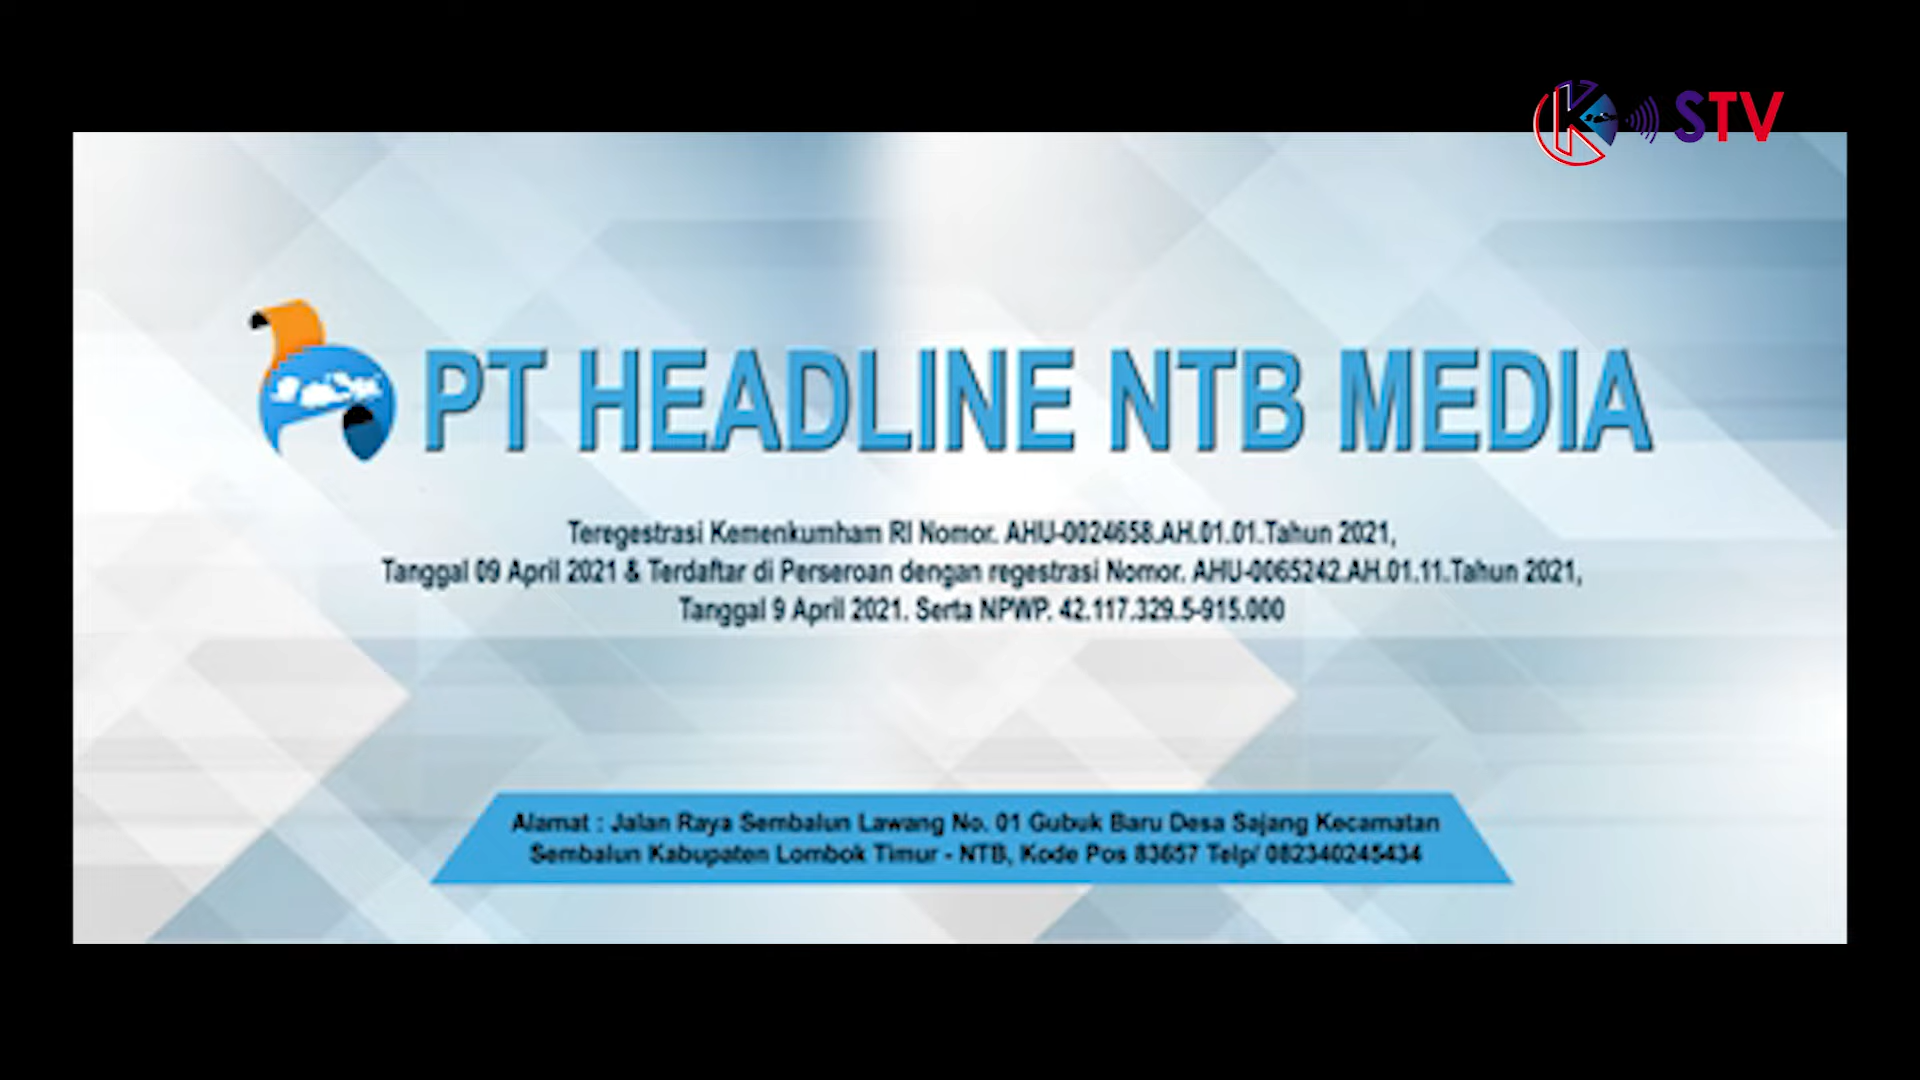 K STV
PT HEADLINE NTB MEDIA
Teregestrasi Kemenkumham RI Nomor. AHU-0024658.AH.01.01.Tahun 2021,
Tanggal 09 April 2021 & Terdaftar di Perseroan dengan regestrasi Nomor. AHU-0065242.AH.01.11.Tahun 2021,
Tanggal 9 April 2021. Serta NPWP. 42.117.329.5-915.000
Alamat : Jalan Raya Sembalun Lawang No. 01 Gubuk Baru Desa Sajang Kecamatan
Sembalun Kabupaten Lombok Timur - NTB, Kode Pos 83657 Telp/ 082340245434